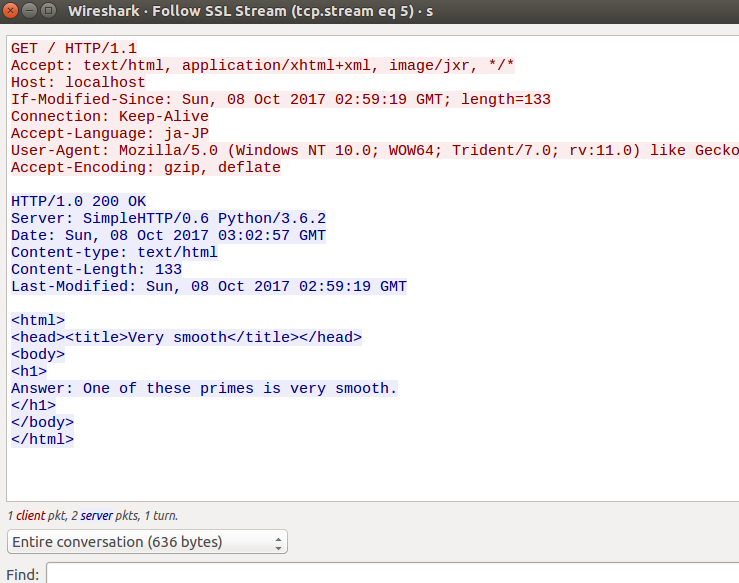 Wireshark · Follow SSL Stream (tcp.stream eq 5) · s
GET / HTTP/1.1
Accept: text/html, application/xhtml+xml, image/jxr, */*
Host: localhost
If-Modified-Since: Sun, 08 Oct 2017 02:59:19 GMT; length=133
Connection: Keep-Alive
Accept-Language: ja-JP
User-Agent: Mozilla/5.0 (Windows NT 10.0; WOW64; Trident/7.0; rv:11.0) like Gecko
Accept-Encoding: gzip, deflate
HTTP/1.0 200 OK
Server: SimpleHTTP/0.6 Python/3.6.2
Date: Sun, 08 Oct 2017 03:02:57 GMT
Content-type: text/html
Content-Length: 133
Last-Modified: Sun, 08 Oct 2017 02:59:19 GMT
<html>
<head><title>Very smooth</title></head>
<body>
<h1>
Answer: One of these primes is very smooth.
</h1>
</body>
</html>
1 client pkt, 2 server pkts, 1 turn.
Entire conversation (636 bytes)
Find: